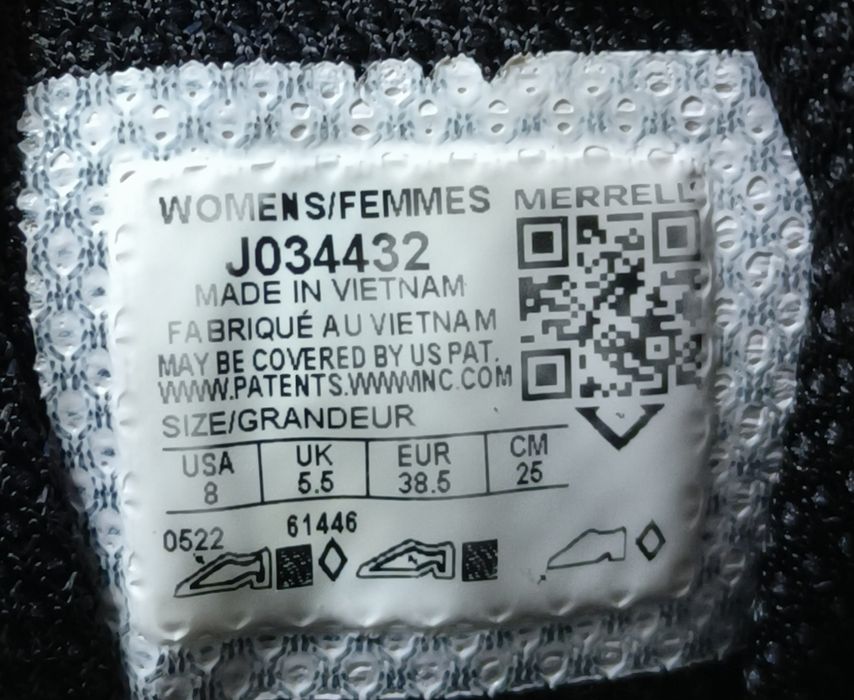 WOMENS/FEMMES
MERRELL
J034432
MADE IN VIETNAM
FABRIQUÉ AU VIETNAM
MAY BE COVERED BY US PAT.
WWW.PATENTS.WWWINC.COM
SIZE/GRANDEUR
USA UK EUR CM
8 5.5 38.5 25
0522 61446